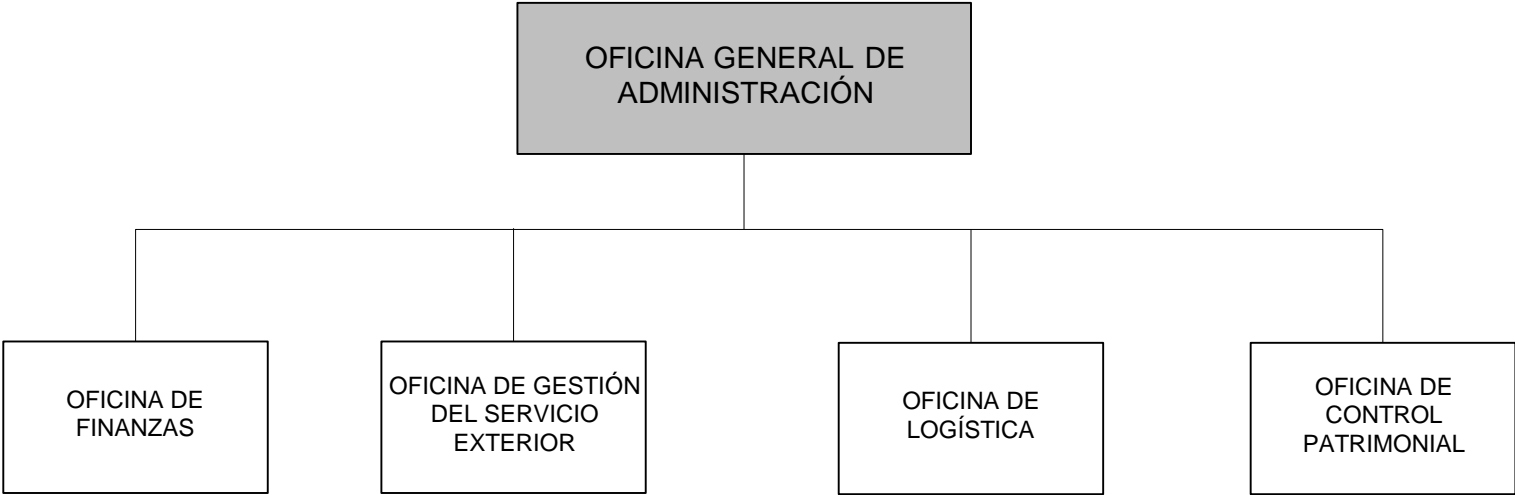 OFICINA GENERAL DE
ADMINISTRACIÓN
OFICINA DE
FINANZAS
OFICINA DE GESTIÓN
DEL SERVICIO
EXTERIOR
OFICINA DE
LOGÍSTICA
OFICINA DE
CONTROL
PATRIMONIAL